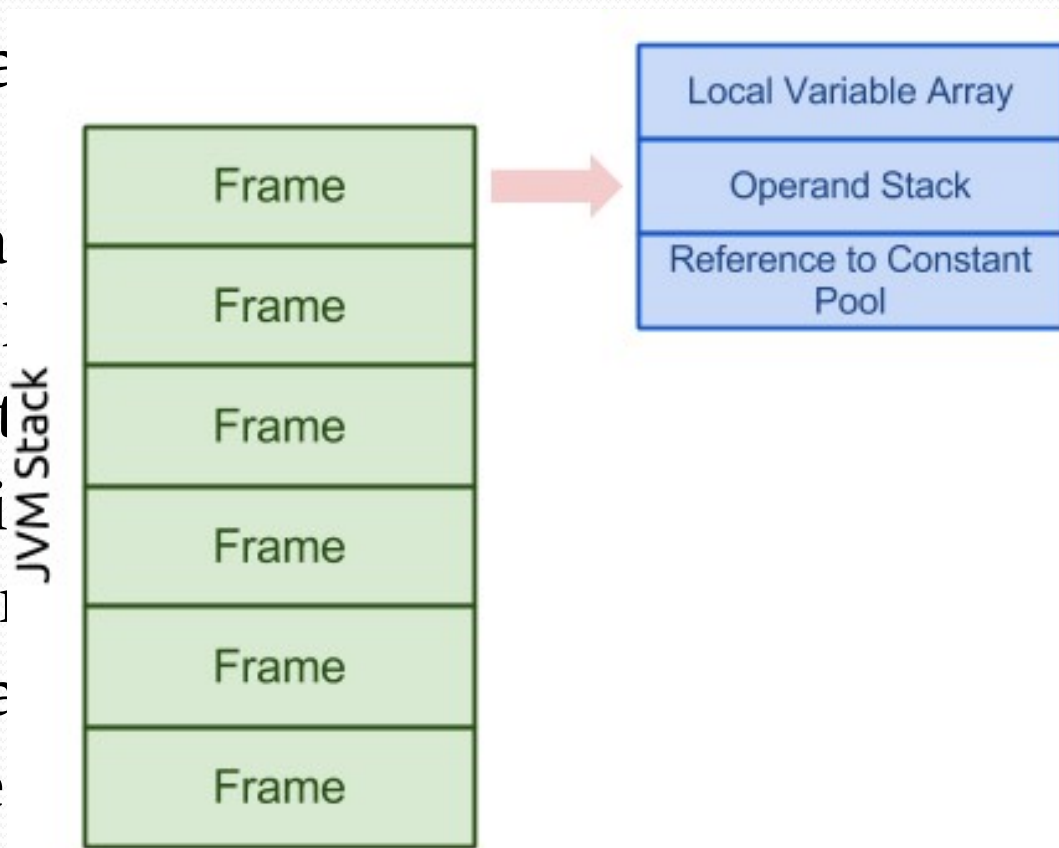 JVM Stack
Frame
Frame
Frame
Frame
Frame
Frame
Local Variable Array
Operand Stack
Reference to Constant
Pool